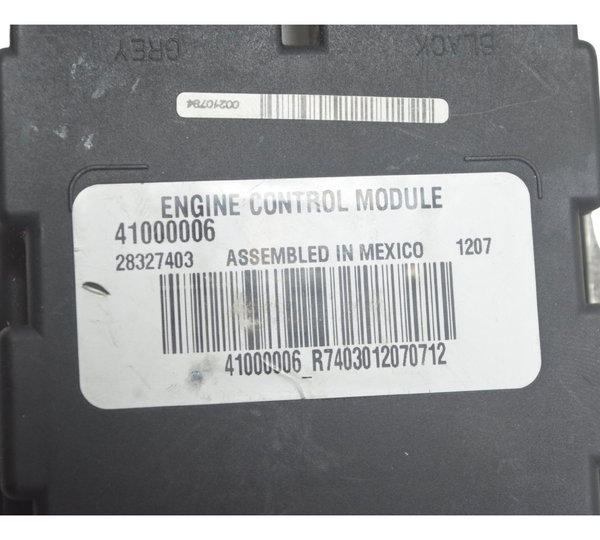 GREY BLACK
00210784
ENGINE CONTROL MODULE
41000006
28327403 ASSEMBLED IN MEXICO 1207
41000006_R7403012070712